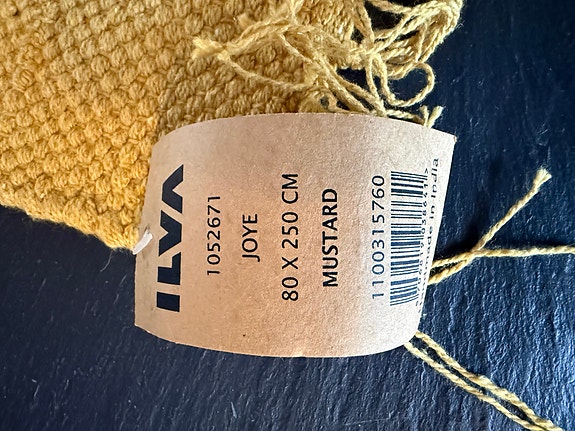 ILVA
1052671
JOYE
80 X 250 CM
MUSTARD
1100315760
Made in India